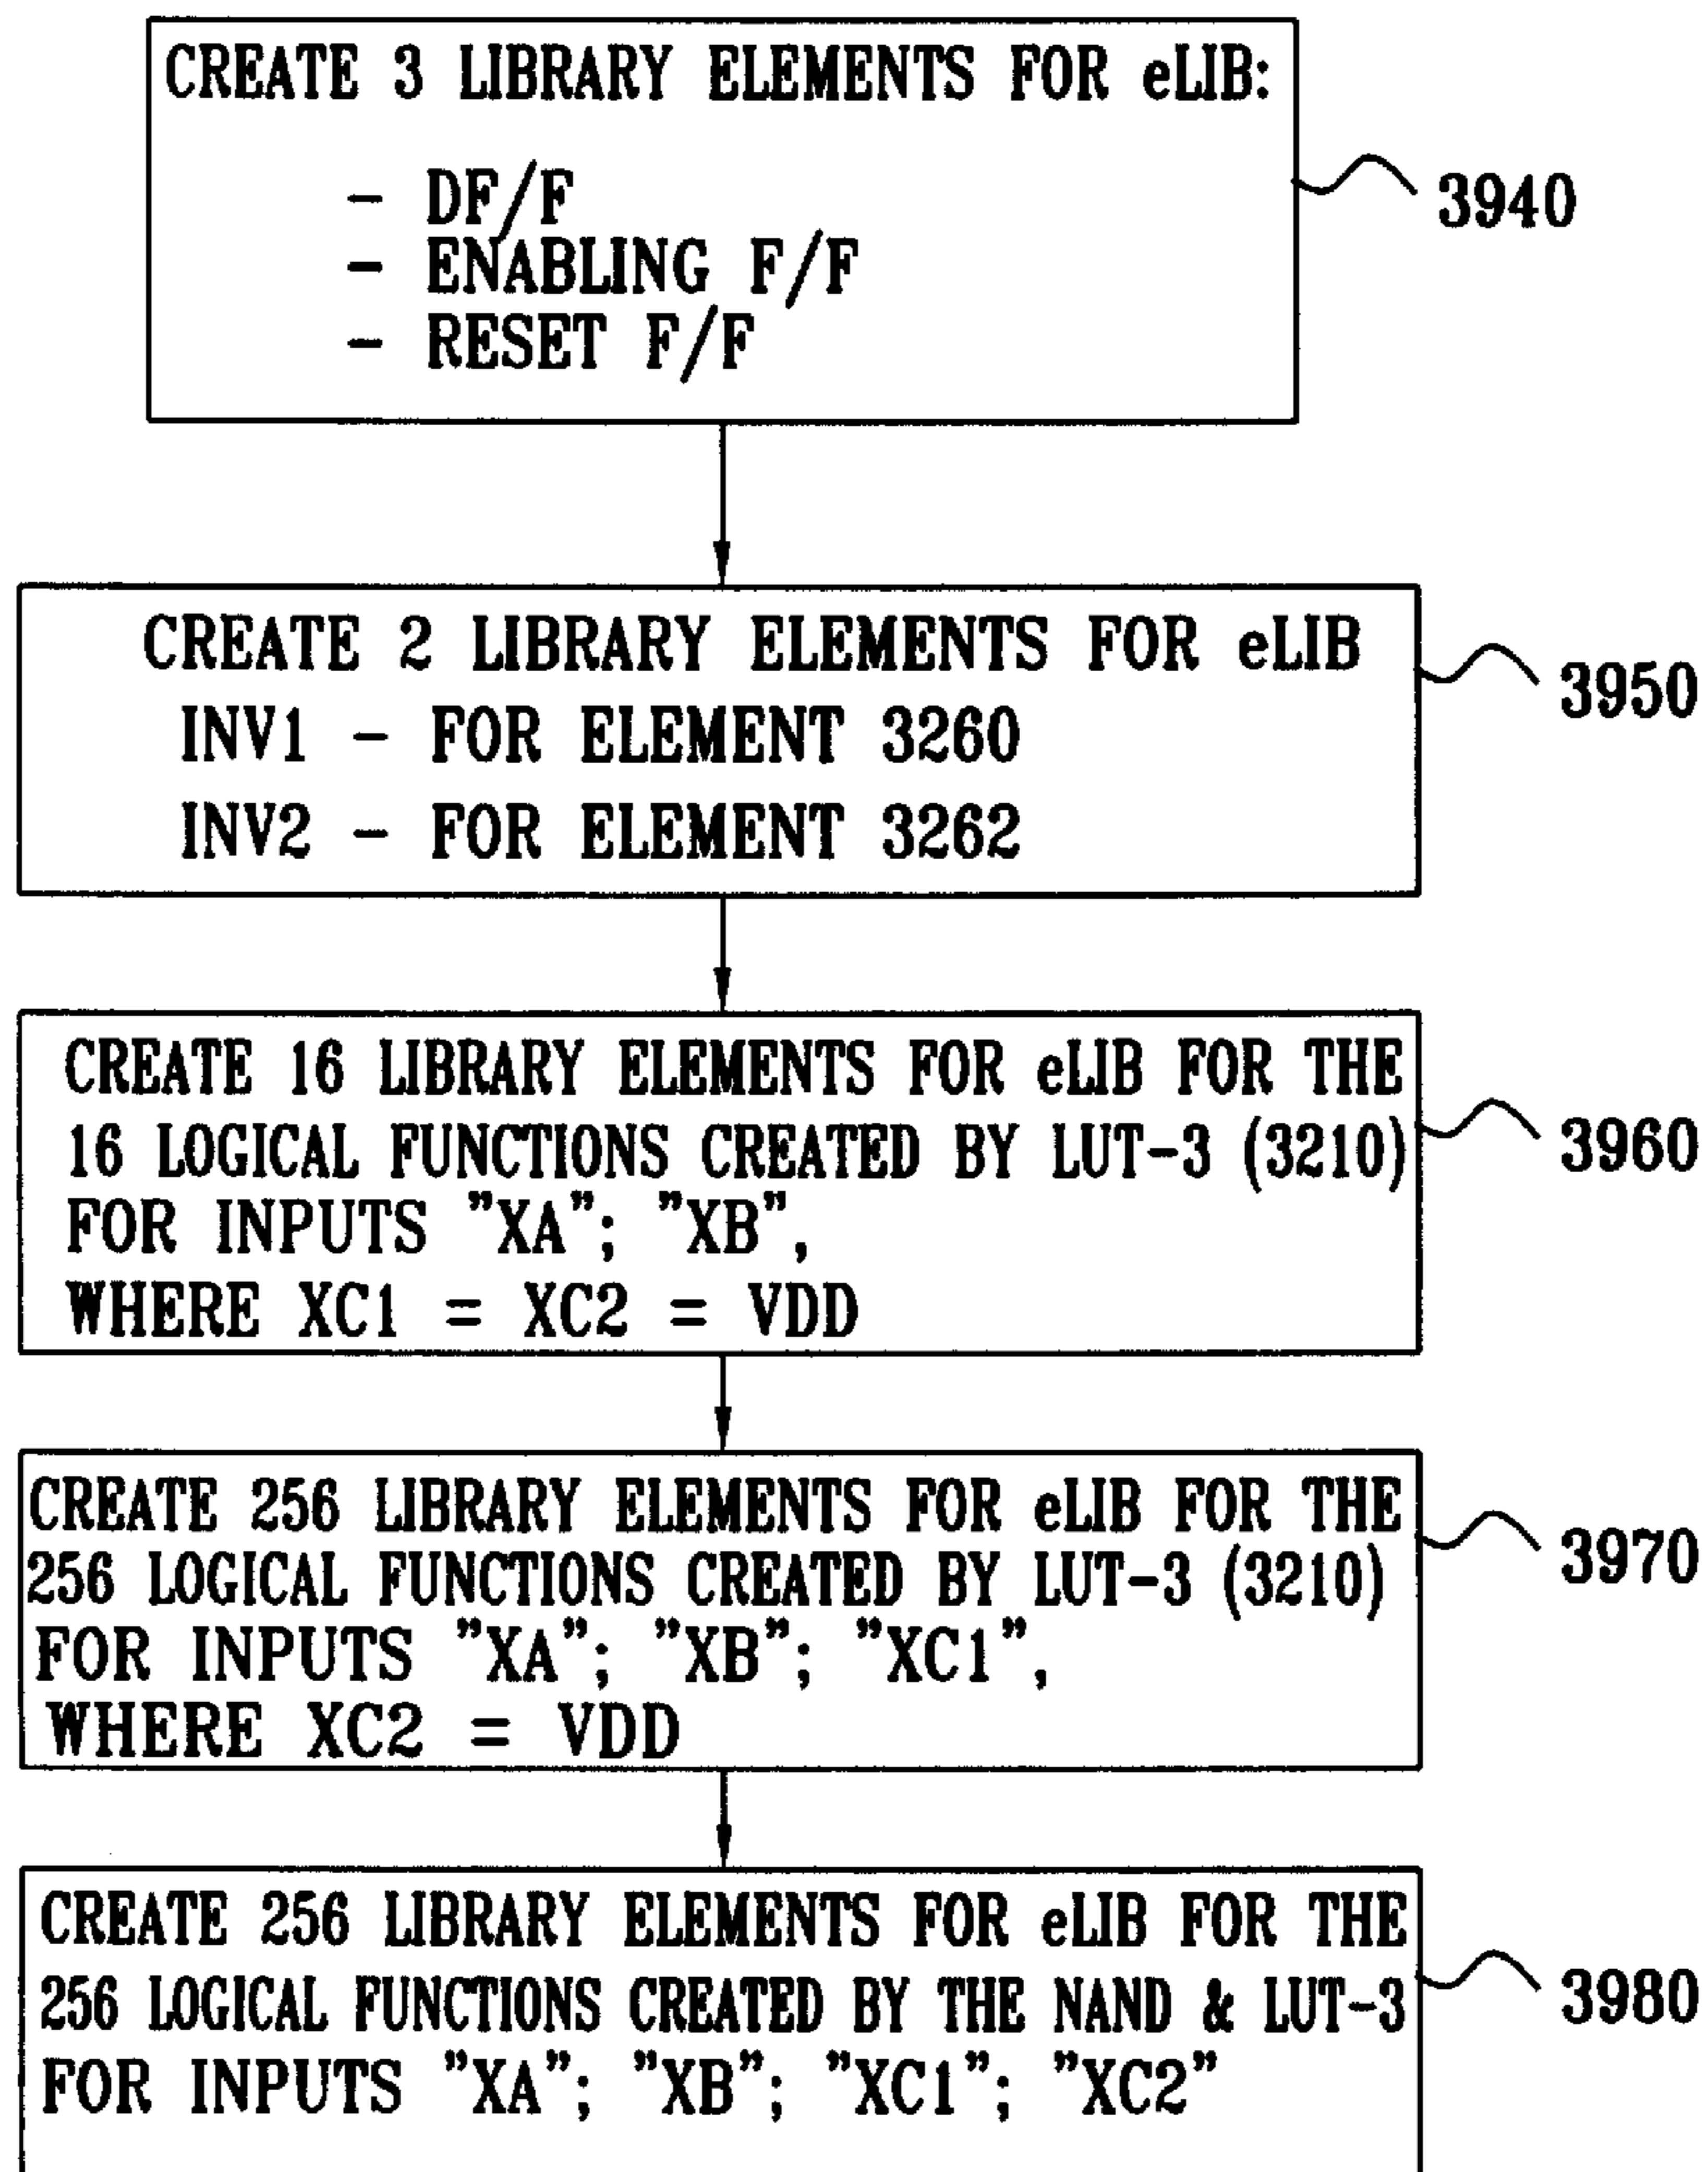 CREATE 3 LIBRARY ELEMENTS FOR eLIB:
- DF/F
- ENABLING F/F
- RESET F/F
3940
CREATE 2 LIBRARY ELEMENTS FOR eLIB
INV1 - FOR ELEMENT 3260
INV2 - FOR ELEMENT 3262
3950
CREATE 16 LIBRARY ELEMENTS FOR eLIB FOR THE
16 LOGICAL FUNCTIONS CREATED BY LUT-3 (3210)
FOR INPUTS "XA"; "XB",
WHERE XC1 = XC2 = VDD
3960
CREATE 256 LIBRARY ELEMENTS FOR eLIB FOR THE
256 LOGICAL FUNCTIONS CREATED BY LUT-3 (3210)
FOR INPUTS "XA"; "XB"; "XC1",
WHERE XC2 = VDD
3970
CREATE 256 LIBRARY ELEMENTS FOR eLIB FOR THE
256 LOGICAL FUNCTIONS CREATED BY THE NAND & LUT-3
FOR INPUTS "XA"; "XB"; "XC1"; "XC2"
3980